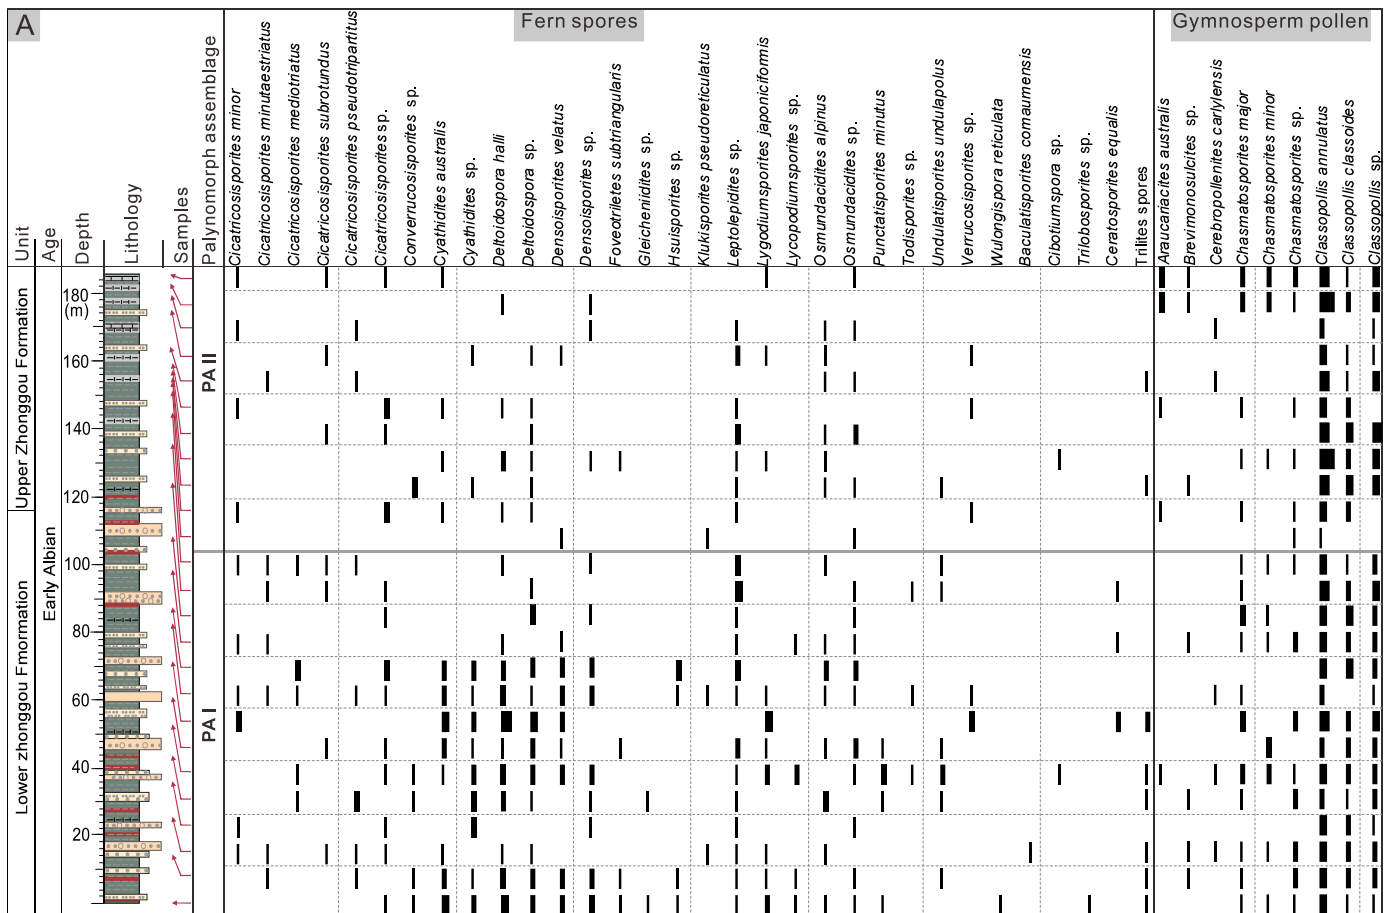 A
Fern spores
Gymnosperm pollen
Unit
Age
Depth
Lithology
Samples
Palynomorph assemblage
Cicatricosisporites minor
Cicatricosisporites minutaestriatus
Cicatricosisporites mediotriatus
Cicatricosisporites subrotundus
Cicatricosisporites pseudotripartitus
Cicatricosisporites sp.
Converrucosisporites sp.
Cyathidites australis
Cyathidites sp.
Deltoidospora halli
Deltoidospora sp.
Densoisporites velatus
Densoisporites sp.
Foveotriletes subtriangularis
Gleicheniidites sp.
Hsuisporites sp.
Klukisporites pseudoreticulatus
Leptolepidites sp.
Lygodiumsporites japoniciformis
Lycopodiumsporites sp.
Osmundacidites alpinus
Osmundacidites sp.
Punctatisporites minutus
Todisporites sp.
Undulatisporites undulapolus
Verrucosisporites sp.
Wulongispora reticulata
Baculatisporites comaumensis
Cibotiumspora sp.
Trilobosporites sp.
Ceratosporites equalis
Trilites spores
Araucariacites australis
Brevimonosulcites sp.
Cerebropollenites carlylensis
Chasmatosporites major
Chasmatosporites minor
Chasmatosporites sp.
Classopollis annulatus
Classopollis classoides
Classopollis sp.
Upper Zhonggou Formation
Lower zhonggou Fmormation
Early Albian
180
(m)
160
140
120
100
80
60
40
20
PA II
PA I